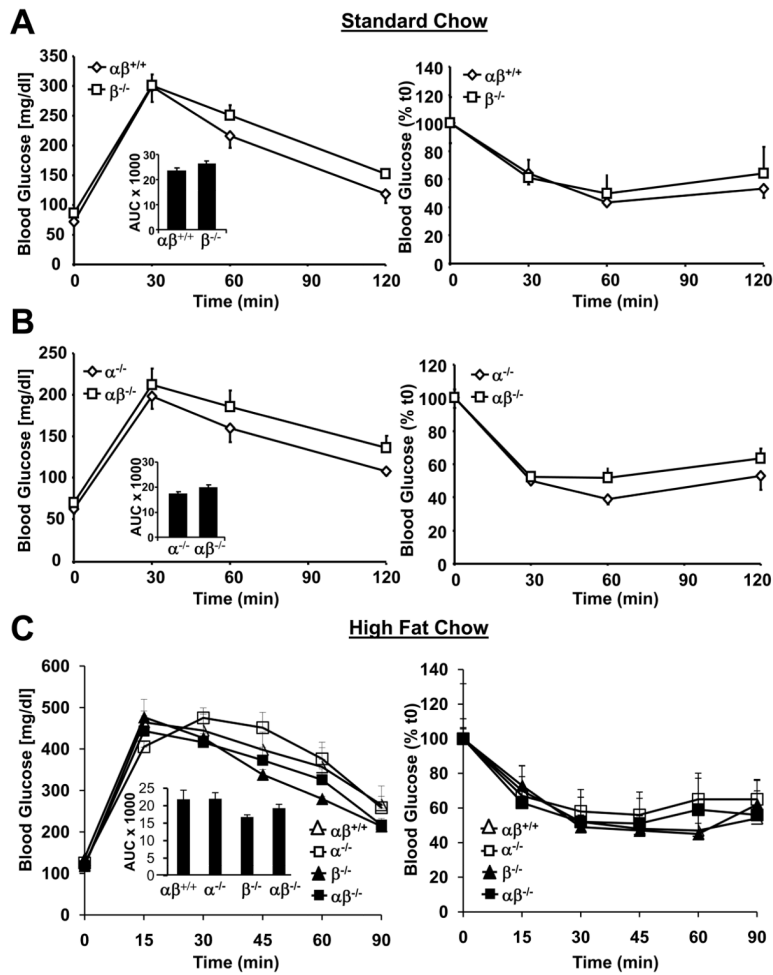 A
Standard Chow
Blood Glucose [mg/dl]
350
300
250
200
150
100
50
0
30
60
90
120
Time (min)
αβ+/+
β-/-
AUC x 1000
30
20
10
0
αβ+/+ β-/-
Blood Glucose (% t0)
140
120
100
80
60
40
20
0
0
30
60
90
120
Time (min)
αβ+/+
β-/-
B
Blood Glucose [mg/dl]
250
200
150
100
50
0
0
30
60
90
120
Time (min)
α-/-
αβ-/-
AUC x 1000
30
20
10
0
α-/- αβ-/-
Blood Glucose (% t0)
120
100
80
60
40
20
0
0
30
60
90
120
Time (min)
α-/-
αβ-/-
C
High Fat Chow
Blood Glucose [mg/dl]
600
500
400
300
200
100
0
0
15
30
45
60
90
Time (min)
AUC x 1000
25
20
15
10
5
0
αβ+/+ α-/- β-/- αβ-/-
αβ+/+
α-/-
β-/-
αβ-/-
Blood Glucose (% t0)
140
120
100
80
60
40
20
0
0
15
30
45
60
90
Time (min)
αβ+/+
α-/-
β-/-
αβ-/-